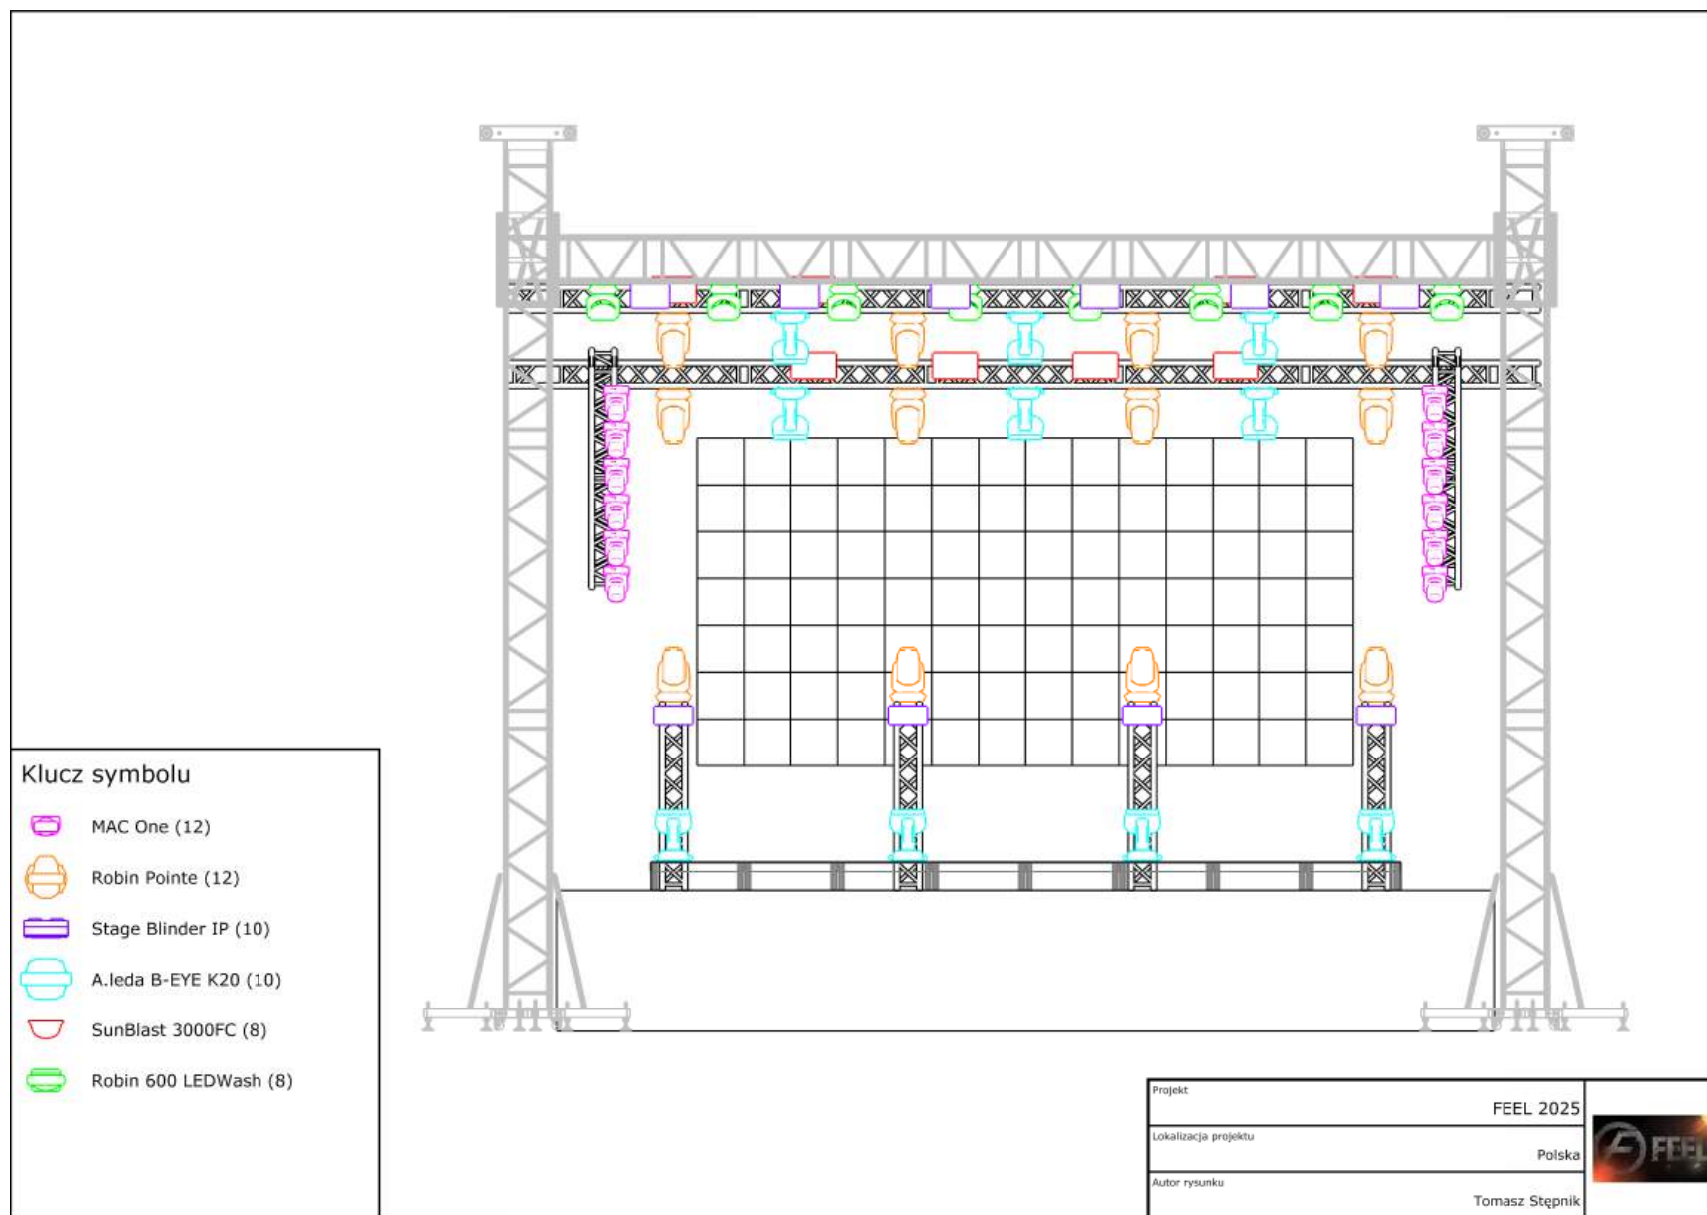 Klucz symbolu
MAC One (12)
Robin Pointe (12)
Stage Blinder IP (10)
A.leda B-EYE K20 (10)
SunBlast 3000FC (8)
Robin 600 LEDWash (8)
Projekt
FEEL 2025
Lokalizacja projektu
Polska
Autor rysunku
Tomasz Stępnik
FEEL